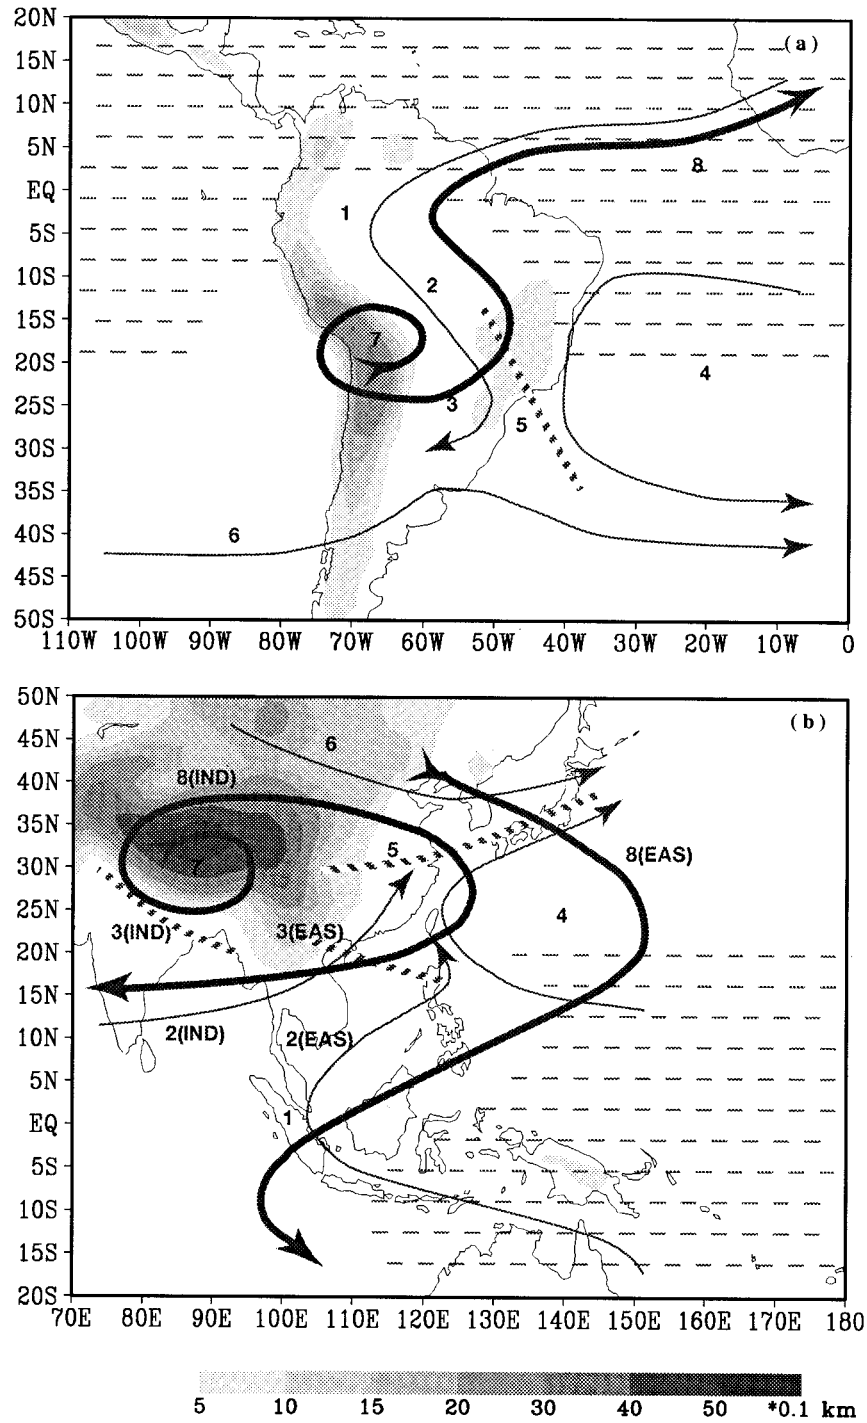 20N
(a)
15N
10N
5N
8
EQ
1
5S
2
10S
15S
7
20S
4
3
25S
5
30S
35S
6
40S
45S
50S
110W 100W 90W 80W 70W 60W 50W 40W 30W 20W 10W 0
50N
(b)
45N
6
8(IND)
40N
35N
5
8(EAS)
30N
7
25N
4
3(IND) 3(EAS)
20N
15N
2(IND) 2(EAS)
10N
5N
1
EQ
5S
10S
15S
20S
70E 80E 90E 100E 110E 120E 130E 140E 150E 160E 170E 180
5 10 15 20 30 40 50 *0.1 km